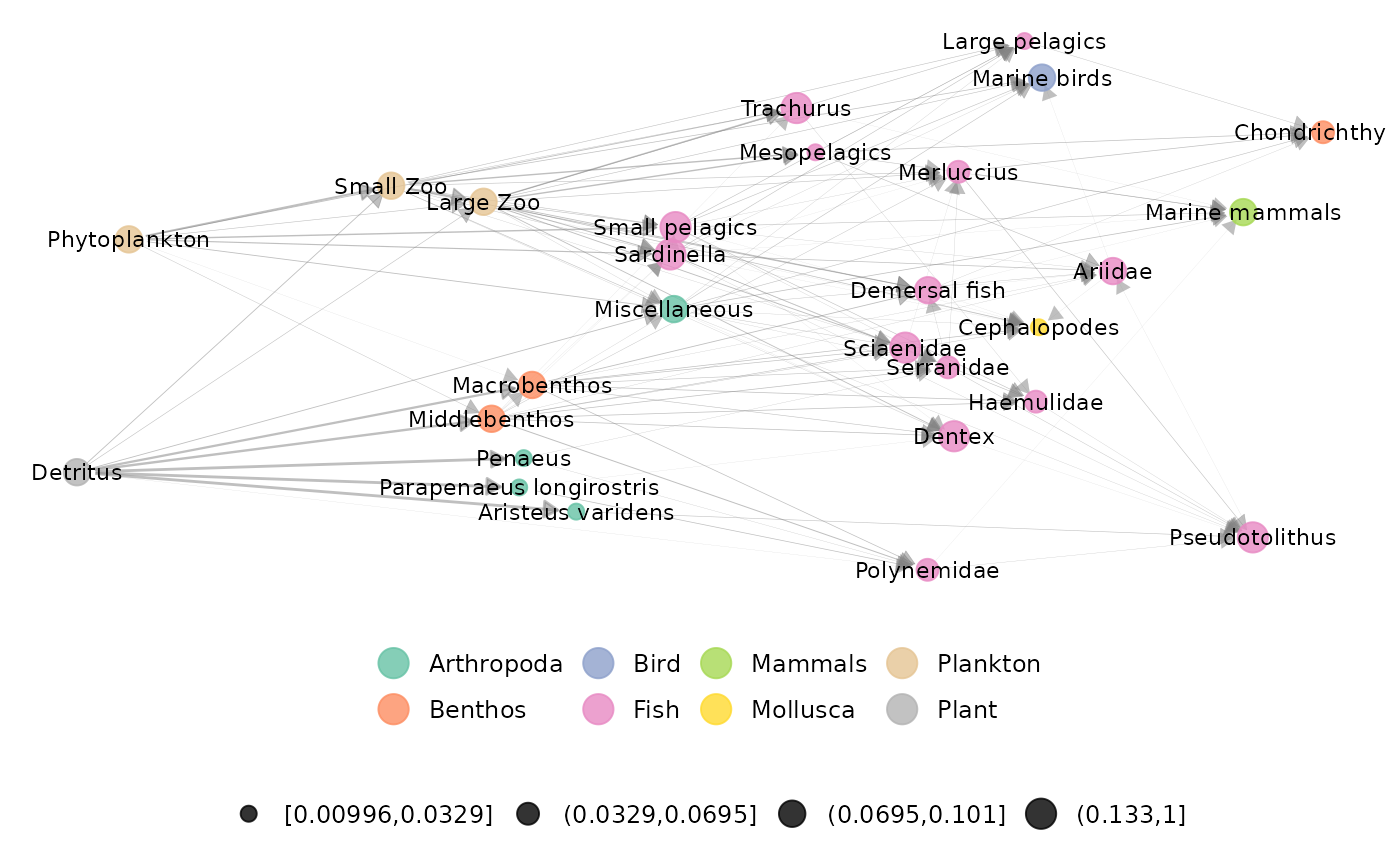 Large pelagics
Marine birds
Trachurus
Chondrichthy
Mesopelagics
Merluccius
Small Zoo
Large Zoo
Marine mammals
Small pelagics
Phytoplankton
Sardinella
Ariidae
Demersal fish
Miscellaneous
Cephalopodes
Sciaenidae
Serranidae
Macrobenthos
Haemulidae
Middlebenthos
Dentex
Penaeus
Detritus
Parapenaeus longirostris
Aristeus varidens
Pseudotolithus
Polynemidae
Arthropoda Bird Mammals Plankton
Benthos Fish Mollusca Plant
[0.00996,0.0329] (0.0329,0.0695] (0.0695,0.101] (0.133,1]